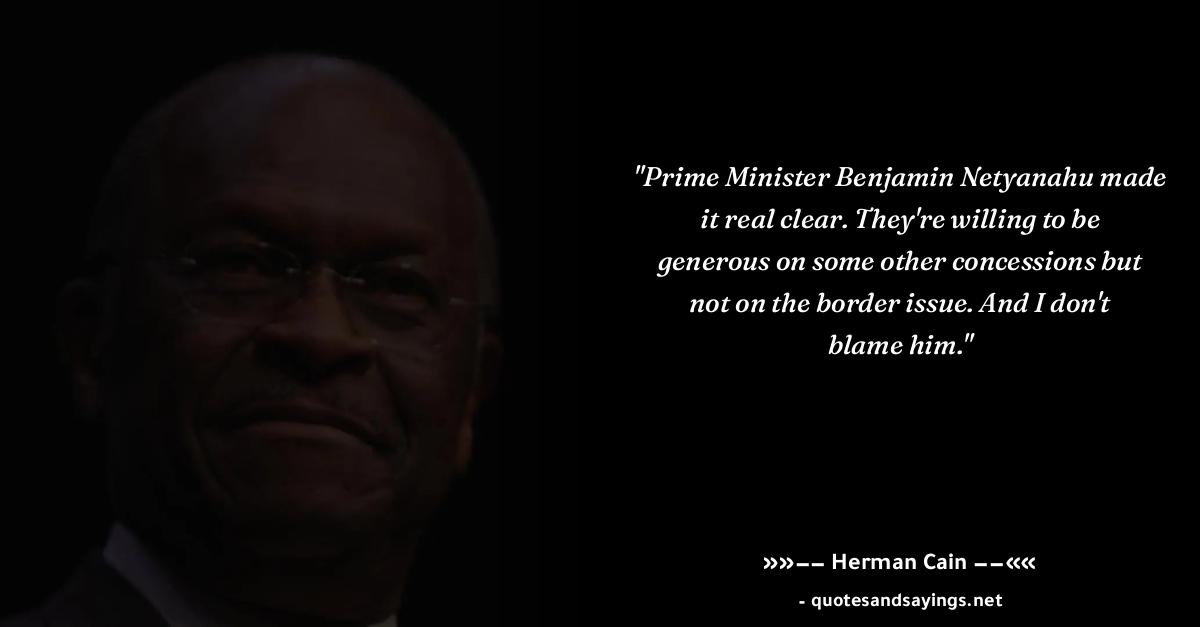 "Prime Minister Benjamin Netyanahu made
it real clear. They're willing to be
generous on some other concessions but
not on the border issue. And I don't
blame him."
»»−− Herman Cain −−««
- quotesandsayings.net